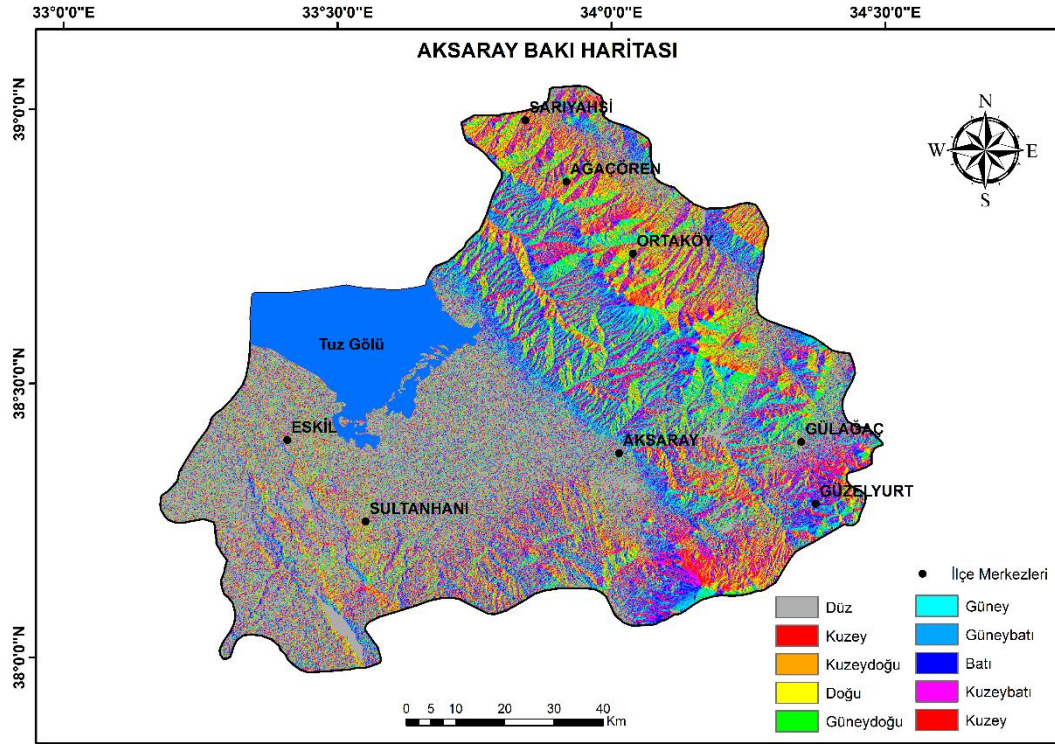 33°0'0"E
33°30'0"E
34°0'0"E
34°30'0"E
AKSARAY BAKI HARİTASI
39°0'0"N
38°30'0"N
38°0'0"N
N
W
E
S
SARIYAHŞİ
AĞAÇÖREN
ORTAKÖY
Tuz Gölü
ESKİL
AKSARAY
GÜLAĞAÇ
GÜZELYURT
SULTANHANI
İlçe Merkezleri
Düz
Kuzey
Kuzeydoğu
Doğu
Güneydoğu
Güney
Güneybatı
Batı
Kuzeybatı
Kuzey
0 5 10 20 30 40
Km